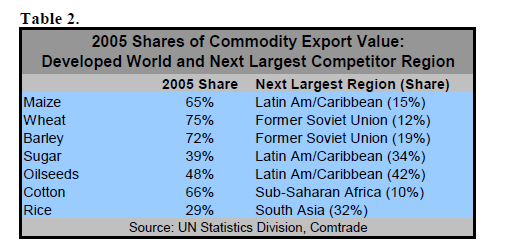 Table 2.
2005 Shares of Commodity Export Value:
Developed World and Next Largest Competitor Region
2005 Share Next Largest Region (Share)
Maize 65% Latin Am/Caribbean (15%)
Wheat 75% Former Soviet Union (12%)
Barley 72% Former Soviet Union (19%)
Sugar 39% Latin Am/Caribbean (34%)
Oilseeds 48% Latin Am/Caribbean (42%)
Cotton 66% Sub-Saharan Africa (10%)
Rice 29% South Asia (32%)
Source: UN Statistics Division, Comtrade